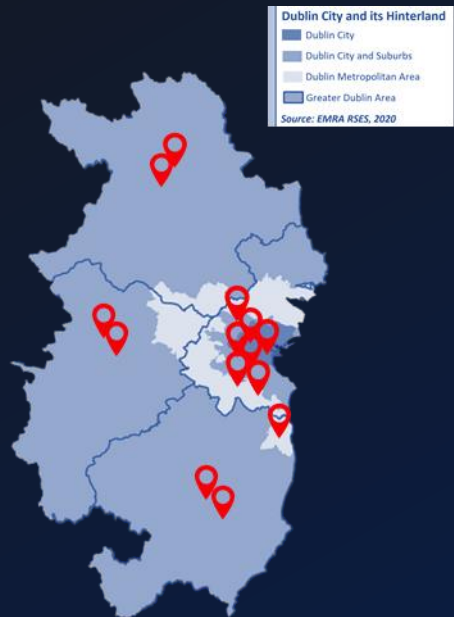 Dublin City and its Hinterland
Dublin City
Dublin City and Suburbs
Dublin Metropolitan Area
Greater Dublin Area
Source: EMRA RSES, 2020